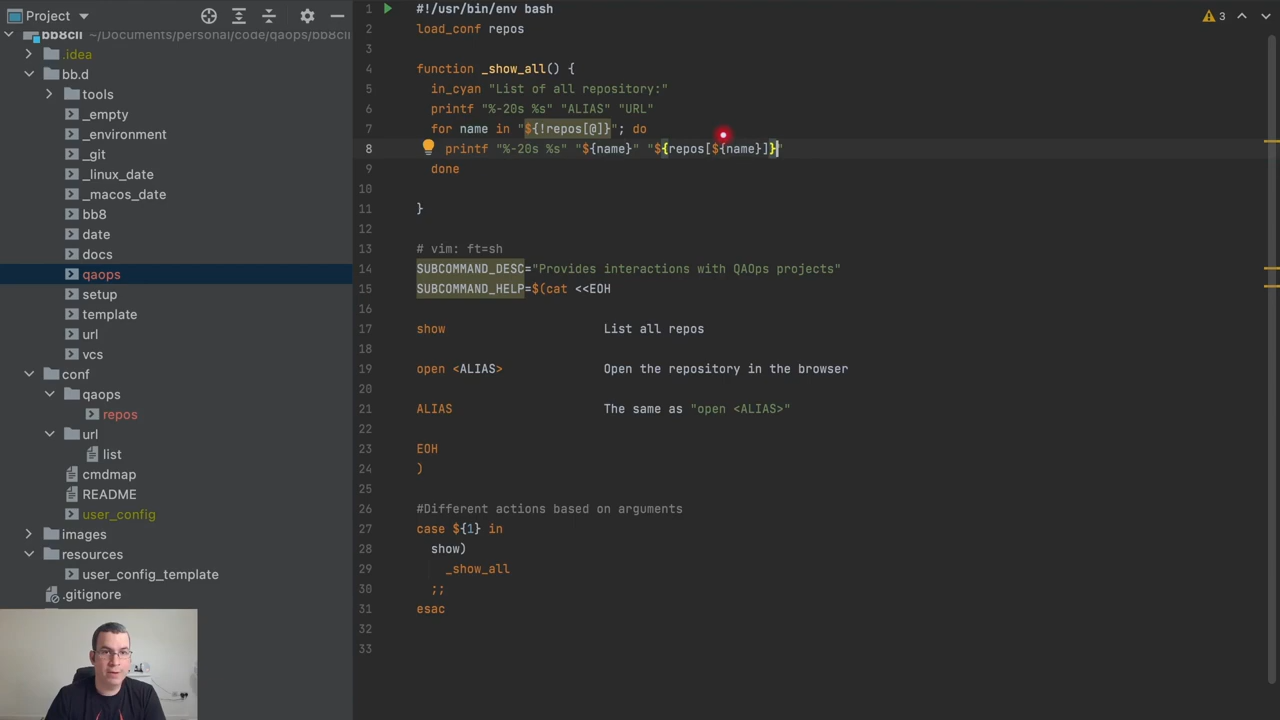 Project
bb8cli ~/Documents/personal/code/qaops/bb8cli
.idea
bb.d
tools
_empty
_environment
_git
_linux_date
_macos_date
bb8
date
docs
qaops
setup
template
url
vcs
conf
qaops
repos
url
list
cmdmap
README
user_config
images
resources
user_config_template
.gitignore
3
1 #!/usr/bin/env bash
2 load_conf repos
3
4 function _show_all() {
5 in_cyan "List of all repository:"
6 printf "%-20s %s" "ALIAS" "URL"
7 for name in "${!repos[@]}"; do
8 printf "%-20s %s" "${name}" "${repos[${name}]}"
9 done
10
11 }
12
13 # vim: ft=sh
14 SUBCOMMAND_DESC="Provides interactions with QAOps projects"
15 SUBCOMMAND_HELP=$(cat <<EOH
16
17 show List all repos
18
19 open <ALIAS> Open the repository in the browser
20
21 ALIAS The same as "open <ALIAS>"
22
23 EOH
24 )
25
26 #Different actions based on arguments
27 case ${1} in
28 show)
29 _show_all
30 ;;
31 esac
32
33